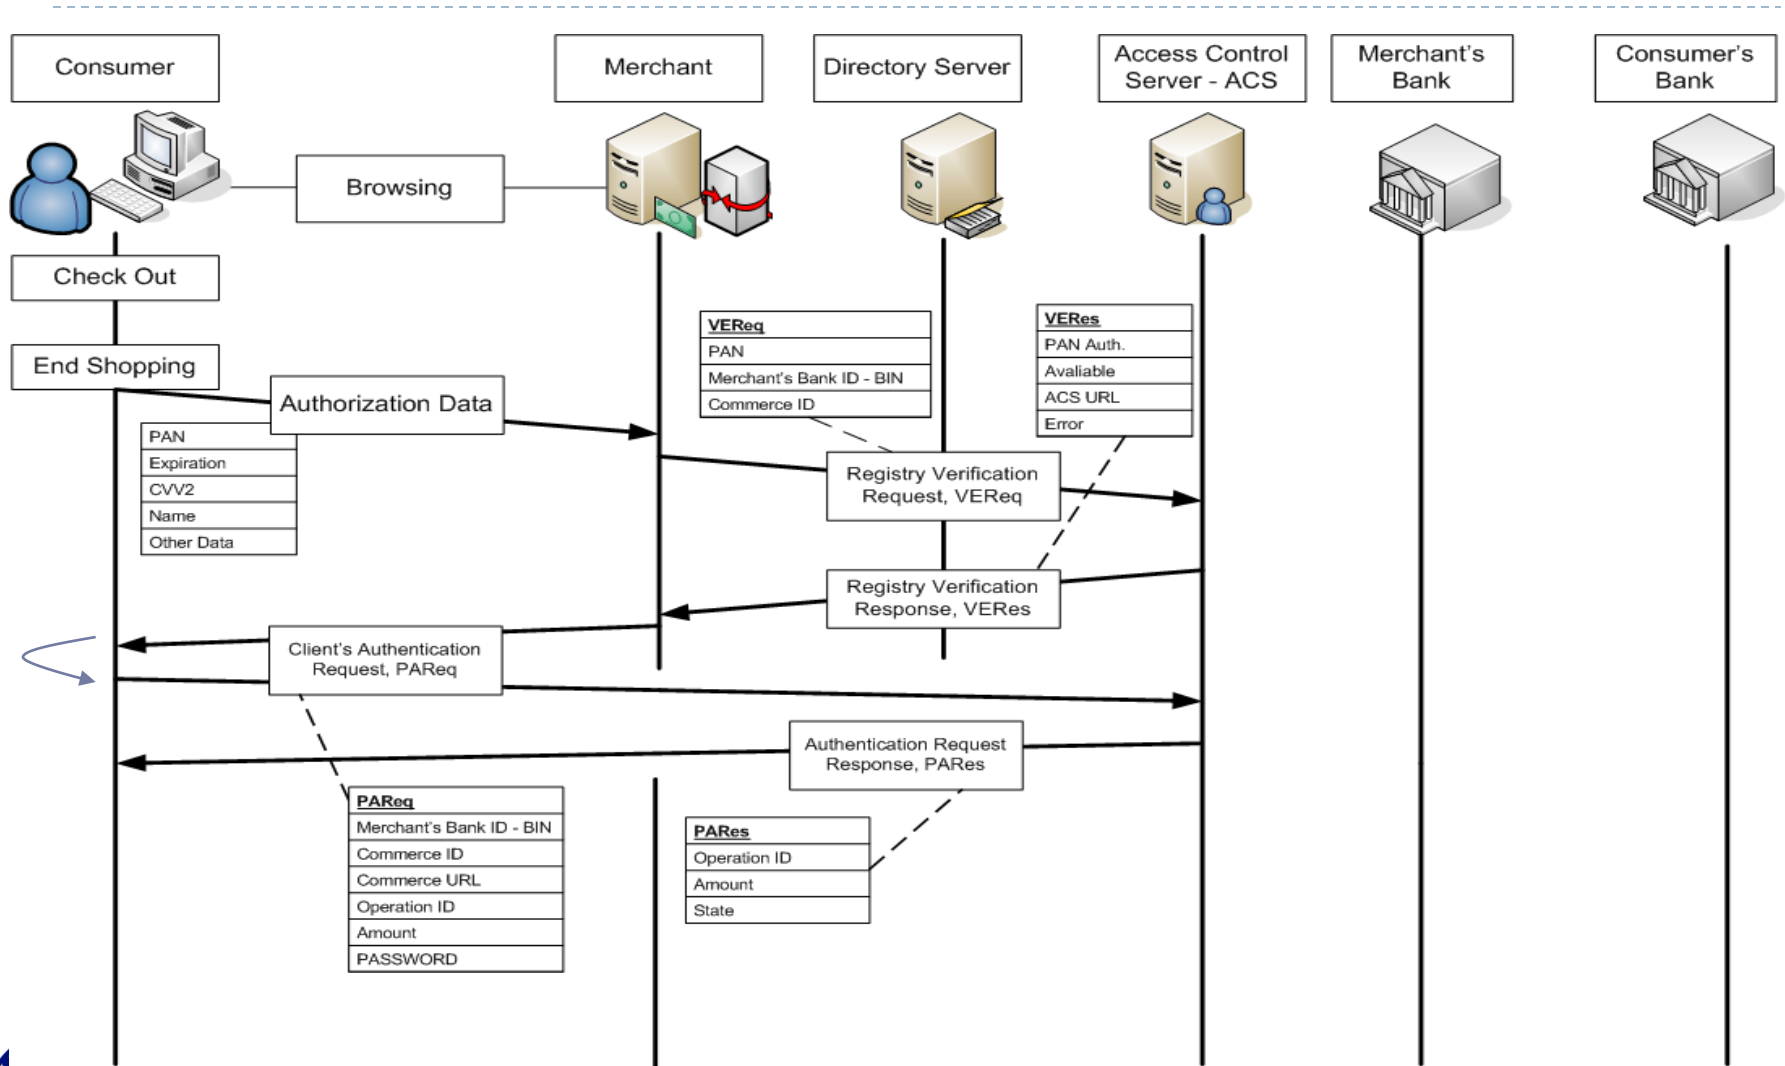 Consumer
Merchant
Directory Server
Access Control
Server - ACS
Merchant's
Bank
Consumer's
Bank
Browsing
Check Out
End Shopping
Authorization Data
PAN
Expiration
CVV2
Name
Other Data
VEReq
PAN
Merchant's Bank ID - BIN
Commerce ID
VERes
PAN Auth.
Avaliable
ACS URL
Error
Registry Verification
Request, VEReq
Registry Verification
Response, VERes
Client's Authentication
Request, PAReq
Authentication Request
Response, PARes
PAReq
Merchant's Bank ID - BIN
Commerce ID
Commerce URL
Operation ID
Amount
PASSWORD
PARes
Operation ID
Amount
State